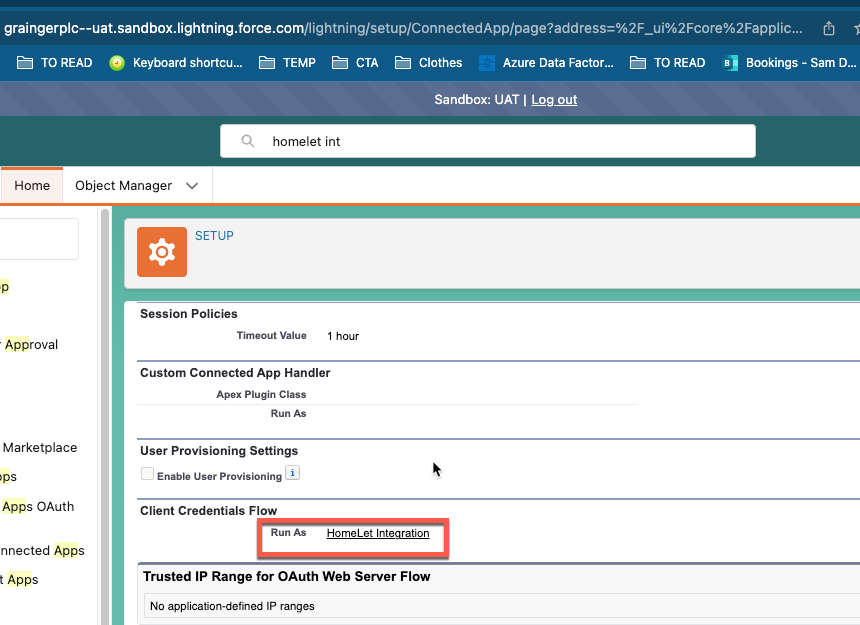 graingerplc--uat.sandbox.lightning.force.com/lightning/setup/ConnectedApp/page?address=%2F_ui%2Fcore%2Fapplic...
TO READ Keyboard shortcu... TEMP CTA Clothes Azure Data Factor... TO READ B Bookings - Sam D...
Sandbox: UAT | Log out
homelet int
Home Object Manager
SETUP
p
r Approval
Marketplace
ps
Apps OAuth
nnected Apps
t Apps
Session Policies
Timeout Value 1 hour
Custom Connected App Handler
Apex Plugin Class
Run As
User Provisioning Settings
Enable User Provisioning i
Client Credentials Flow
Run As HomeLet Integration
Trusted IP Range for OAuth Web Server Flow
No application-defined IP ranges